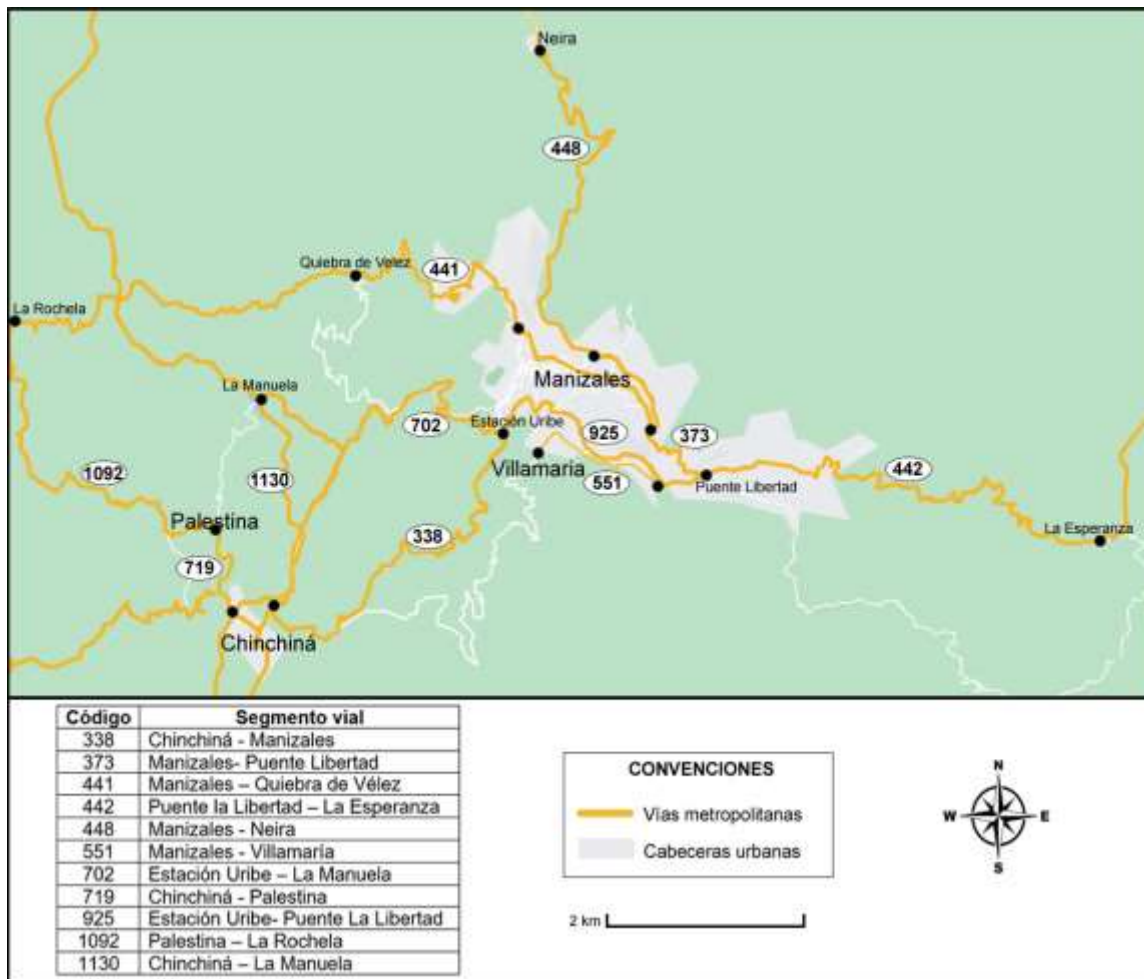 Neira
448
Quiebra de Velez
441
La Rochela
Manizales
La Manuela
702
Estación Uribe
925
373
Villamaría
442
1092
1130
551
Puente Libertad
Palestina
338
La Esperanza
719
Chinchiná
Código Segmento vial
338 Chinchiná - Manizales
373 Manizales- Puente Libertad
441 Manizales – Quiebra de Vélez
442 Puente la Libertad – La Esperanza
448 Manizales - Neira
551 Manizales - Villamaría
702 Estación Uribe – La Manuela
719 Chinchiná - Palestina
925 Estación Uribe- Puente La Libertad
1092 Palestina – La Rochela
1130 Chinchiná – La Manuela
CONVENCIONES
Vías metropolitanas
Cabeceras urbanas
2 km
N
W E
S